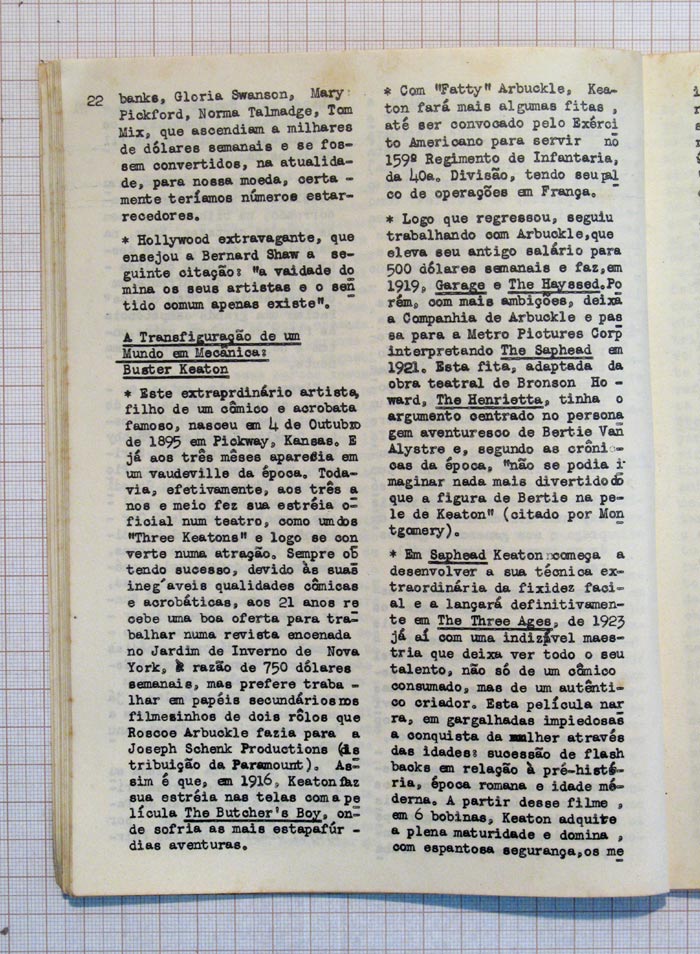 22
banks, Gloria Swanson, Mary
Pickford, Norma Talmadge, Tom
Mix, que ascendiam a milhares
de dólares semanais e se fos-
sem convertidos, na atualida-
de, para nossa moeda, certa -
mente teríamos números estar-
recedores.
* Hollywood extravagante, que
ensejou a Bernard Shaw a se-
guinte citação: "a vaidade do
mina os seus artistas e o sen
tido comum apenas existe".
A Transfiguração de um
Mundo em Mecânica:
Buster Keaton
* Este extraprdinário artista,
filho de um cômico e acrobata
famoso, nasceu em 4 de Outubro
de 1895 em Pickway, Kansas. E
já aos três mêses aparecia em
um vaudeville da época. Toda-
via, efetivamente, aos três a
nos e meio fez sua estréia o-
ficial num teatro, como um dos
"Three Keatons" e logo se con
verte numa atração. Sempre ob
tendo sucesso, devido às suas
ineg´aveis qualidades cômicas
e acrobáticas, aos 21 anos re
cebe uma boa oferta para tra-
balhar numa revista encenada
no Jardim de Inverno de Nova
York, à razão de 750 dólares
semanais, mas prefere traba -
lhar em papéis secundários nos
filmesinhos de dois rôlos que
Roscoe Arbuckle fazia para a
Joseph Schenk Productions (dis
tribuição da Paramount). As-
sim é que, em 1916, Keaton faz
sua estréia nas telas com a pe
lícula The Butcher's Boy, on-
de sofria as mais estapafúr -
dias aventuras.
* Com "Fatty" Arbuckle, Kea-
ton fará mais algumas fitas ,
até ser convocado pelo Exérci
to Americano para servir no
159º Regimento de Infantaria,
da 40a. Divisão, tendo seu pal
co de operações em França.
* Logo que regressou, seguiu
trabalhando com Arbuckle, que
eleva seu antigo salário para
500 dólares semanais e faz, em
1919, Garage e The Hayssed. Po
rém, com mais ambições, deixa
a Companhia de Arbuckle e pas
sa para a Metro Pictures Corp
interpretando The Saphead em
1921. Esta fita, adaptada da
obra teatral de Bronson Ho -
ward, The Henrietta, tinha o
argumento centrado no persona
gem aventuresco de Bertie Van
Alystre e, segundo as crôni-
cas da época, "não se podia i
maginar nada mais divertido do
que a figura de Bertie na pe-
le de Keaton" (citado por Mon
tgomery).
* Em Saphead Keaton começa a
desenvolver a sua técnica ex-
traordinária da fixidez faci-
al e a lançará definitivamen-
te em The Three Ages, de 1923
já aí com uma indizível maes-
tria que deixa ver todo o seu
talento, não só de um cômico
consumado, mas de um autênti-
co criador. Esta película nar
ra, em gargalhadas impiedosas
a conquista da mulher através
das idades: sucessão de flash
backs em relação à pré-histó-
ria, época romana e idade mó-
derna. A partir desse filme ,
em 6 bobinas, Keaton adquite
a plena maturidade e domina ,
com espantosa segurança, os me